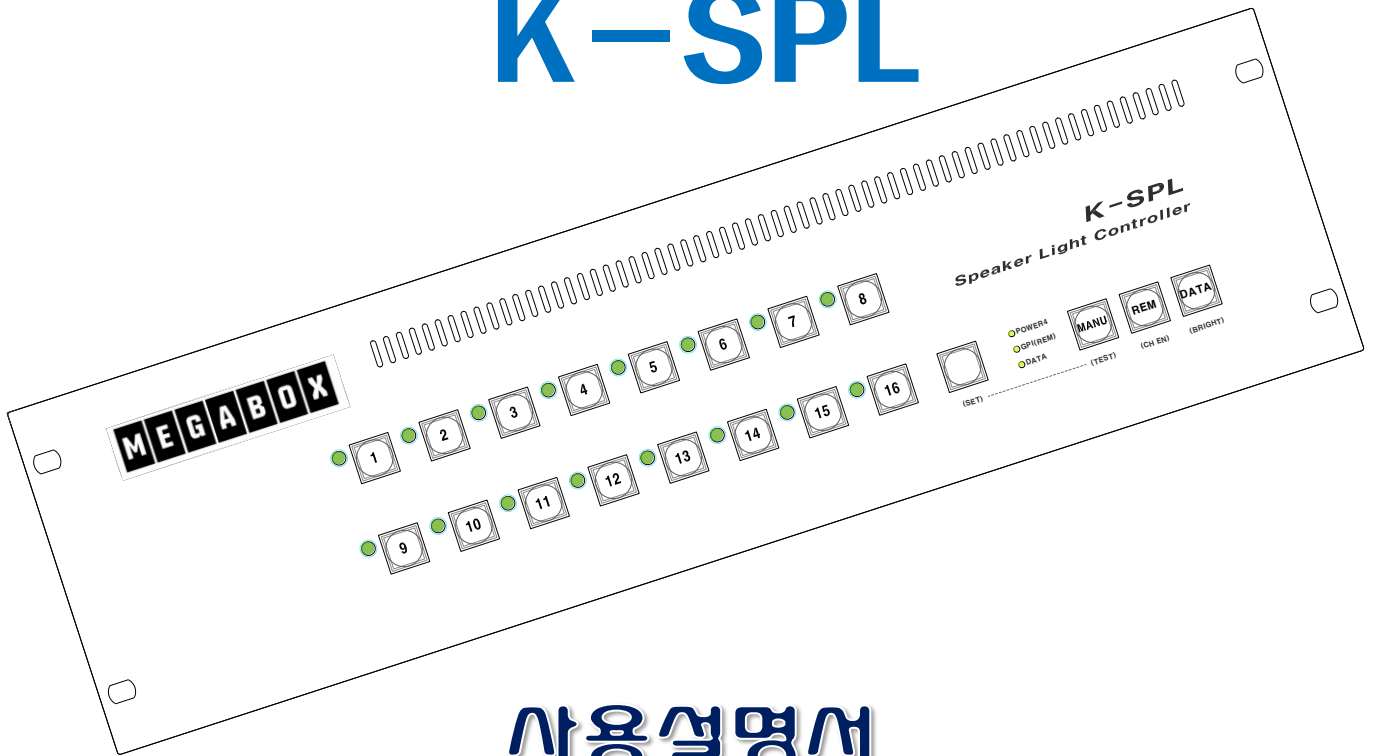 K-SPL
K-SPL
Speaker Light Controller
MEGABOX
1 2 3 4 5 6 7 8
9 10 11 12 13 14 15 16
POWER4
GPI(REM)
DATA
MANU REM DATA
(SET) (TEST) (CH EN) (BRIGHT)
사용설명서